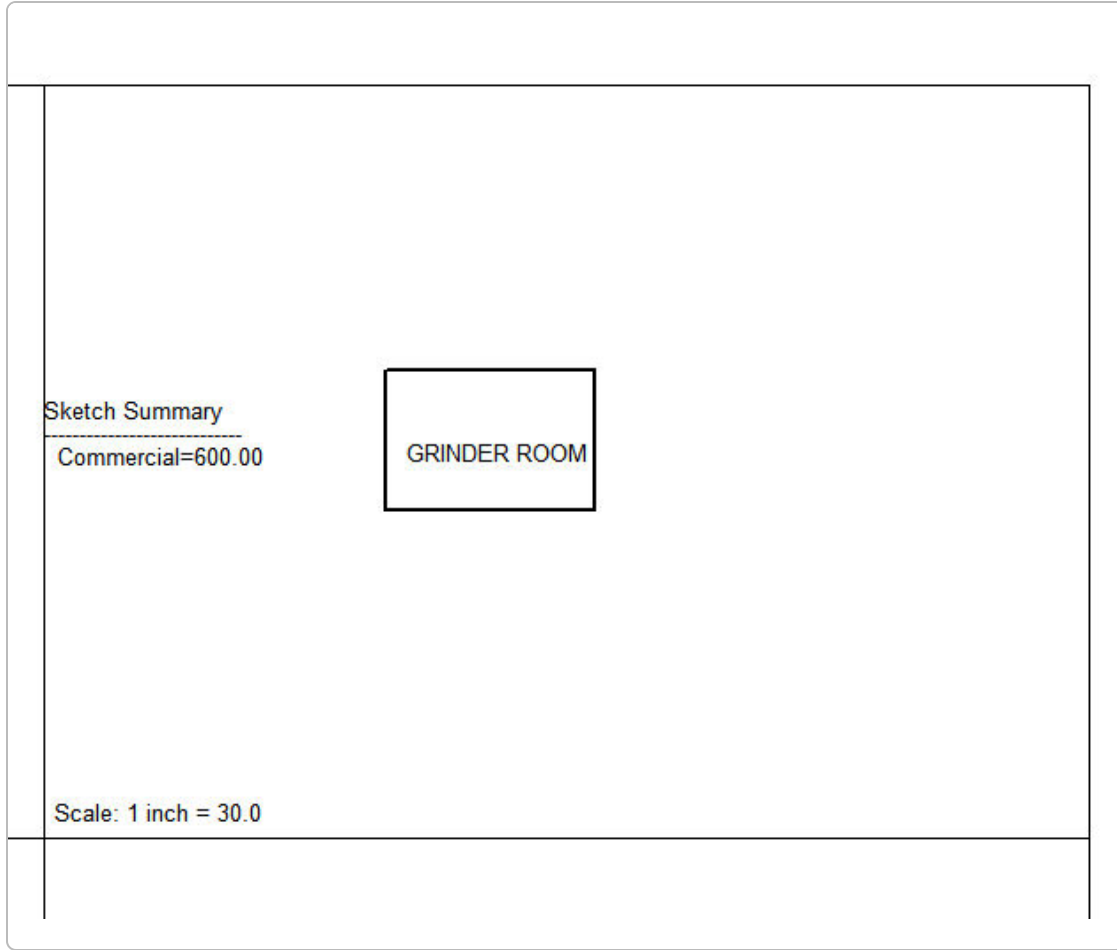 Sketch Summary
----------------------------
Commercial=600.00
GRINDER ROOM
Scale: 1 inch = 30.0